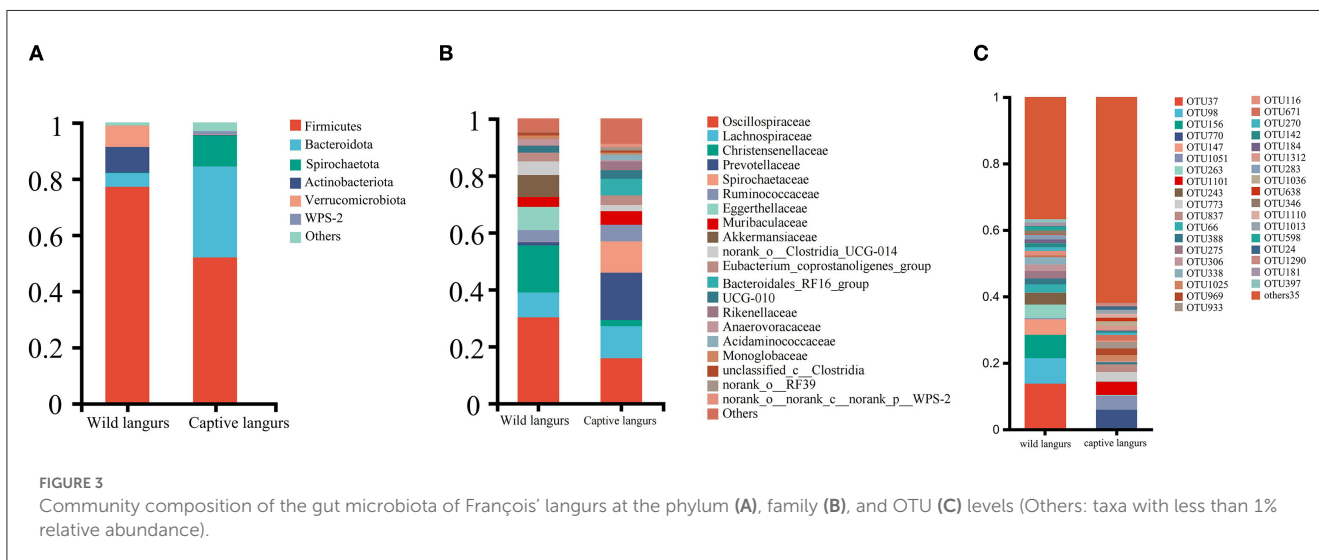 A
1
0.8
0.6
0.4
0.2
0
Wild langurs
Captive langurs
Firmicutes
Bacteroidota
Spirochaetota
Actinobacteriota
Verrucomicrobiota
WPS-2
Others
B
1
0.8
0.6
0.4
0.2
0
Wild langurs
Captive langurs
Oscillospiraceae
Lachnospiraceae
Christensenellaceae
Prevotellaceae
Spirochaetaceae
Ruminococcaceae
Eggerthellaceae
Muribaculaceae
Akkermansiaceae
norank_o__Clostridia_UCG-014
Eubacterium_coprostanoligenes_group
Bacteroidales_RF16_group
UCG-010
Rikenellaceae
Anaerovoracaceae
Acidaminococcaceae
Monoglobaceae
unclassified_c__Clostridia
norank_o__RF39
norank_o__norank_c__norank_p__WPS-2
Others
C
1
0.8
0.6
0.4
0.2
0
wild langurs
captive langurs
OTU37
OTU98
OTU156
OTU770
OTU147
OTU1051
OTU263
OTU1101
OTU243
OTU773
OTU837
OTU66
OTU388
OTU275
OTU306
OTU338
OTU1025
OTU969
OTU933
OTU116
OTU671
OTU270
OTU142
OTU184
OTU1312
OTU283
OTU1036
OTU638
OTU346
OTU1110
OTU1013
OTU598
OTU24
OTU1290
OTU181
OTU397
others35
FIGURE 3
Community composition of the gut microbiota of François' langurs at the phylum (A), family (B), and OTU (C) levels (Others: taxa with less than 1%
relative abundance).